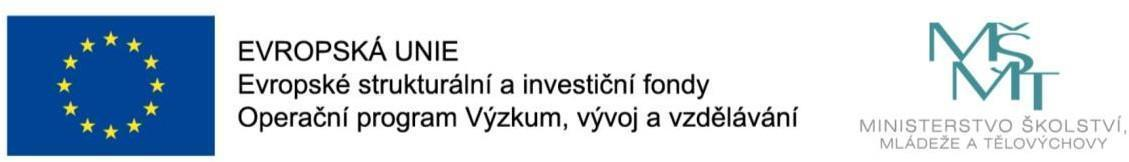 EVROPSKÁ UNIE
Evropské strukturální a investiční fondy
Operační program Výzkum, vývoj a vzdělávání
MŠMT
MINISTERSTVO ŠKOLSTVÍ,
MLÁDEŽE A TĚLOVÝCHOVY